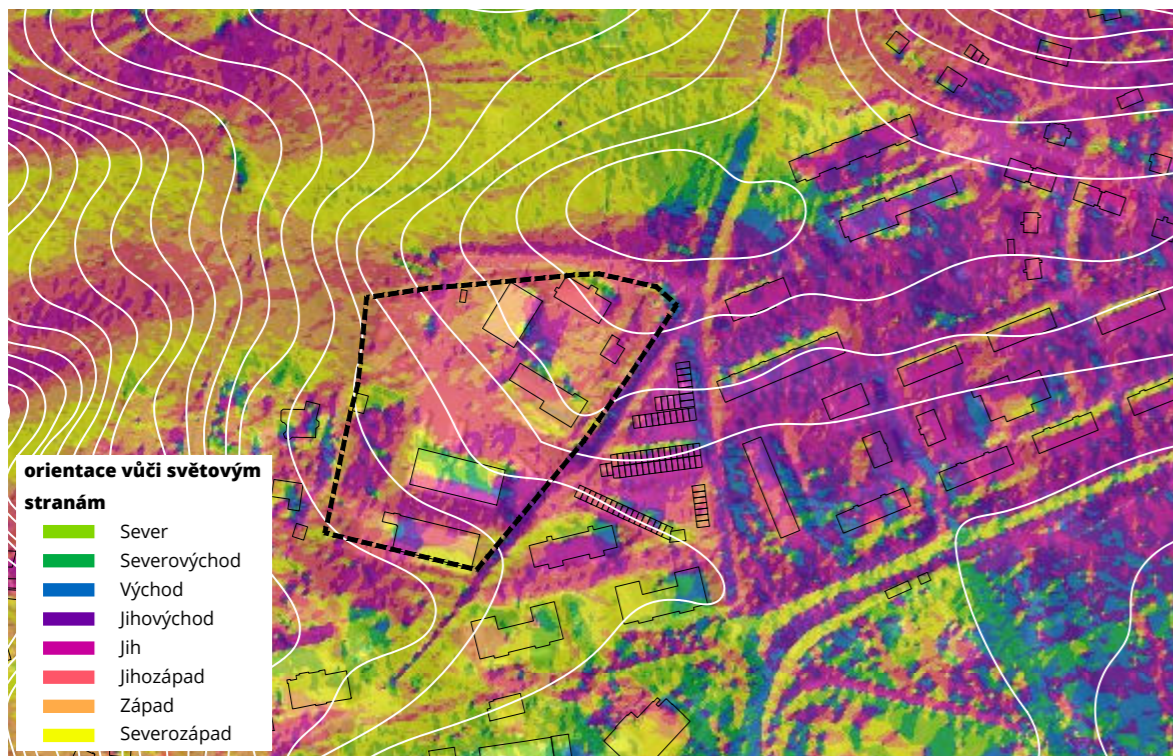 orientace vůči světovým
stranám
Sever
Severovýchod
Východ
Jihovýchod
Jih
Jihozápad
Západ
Severozápad